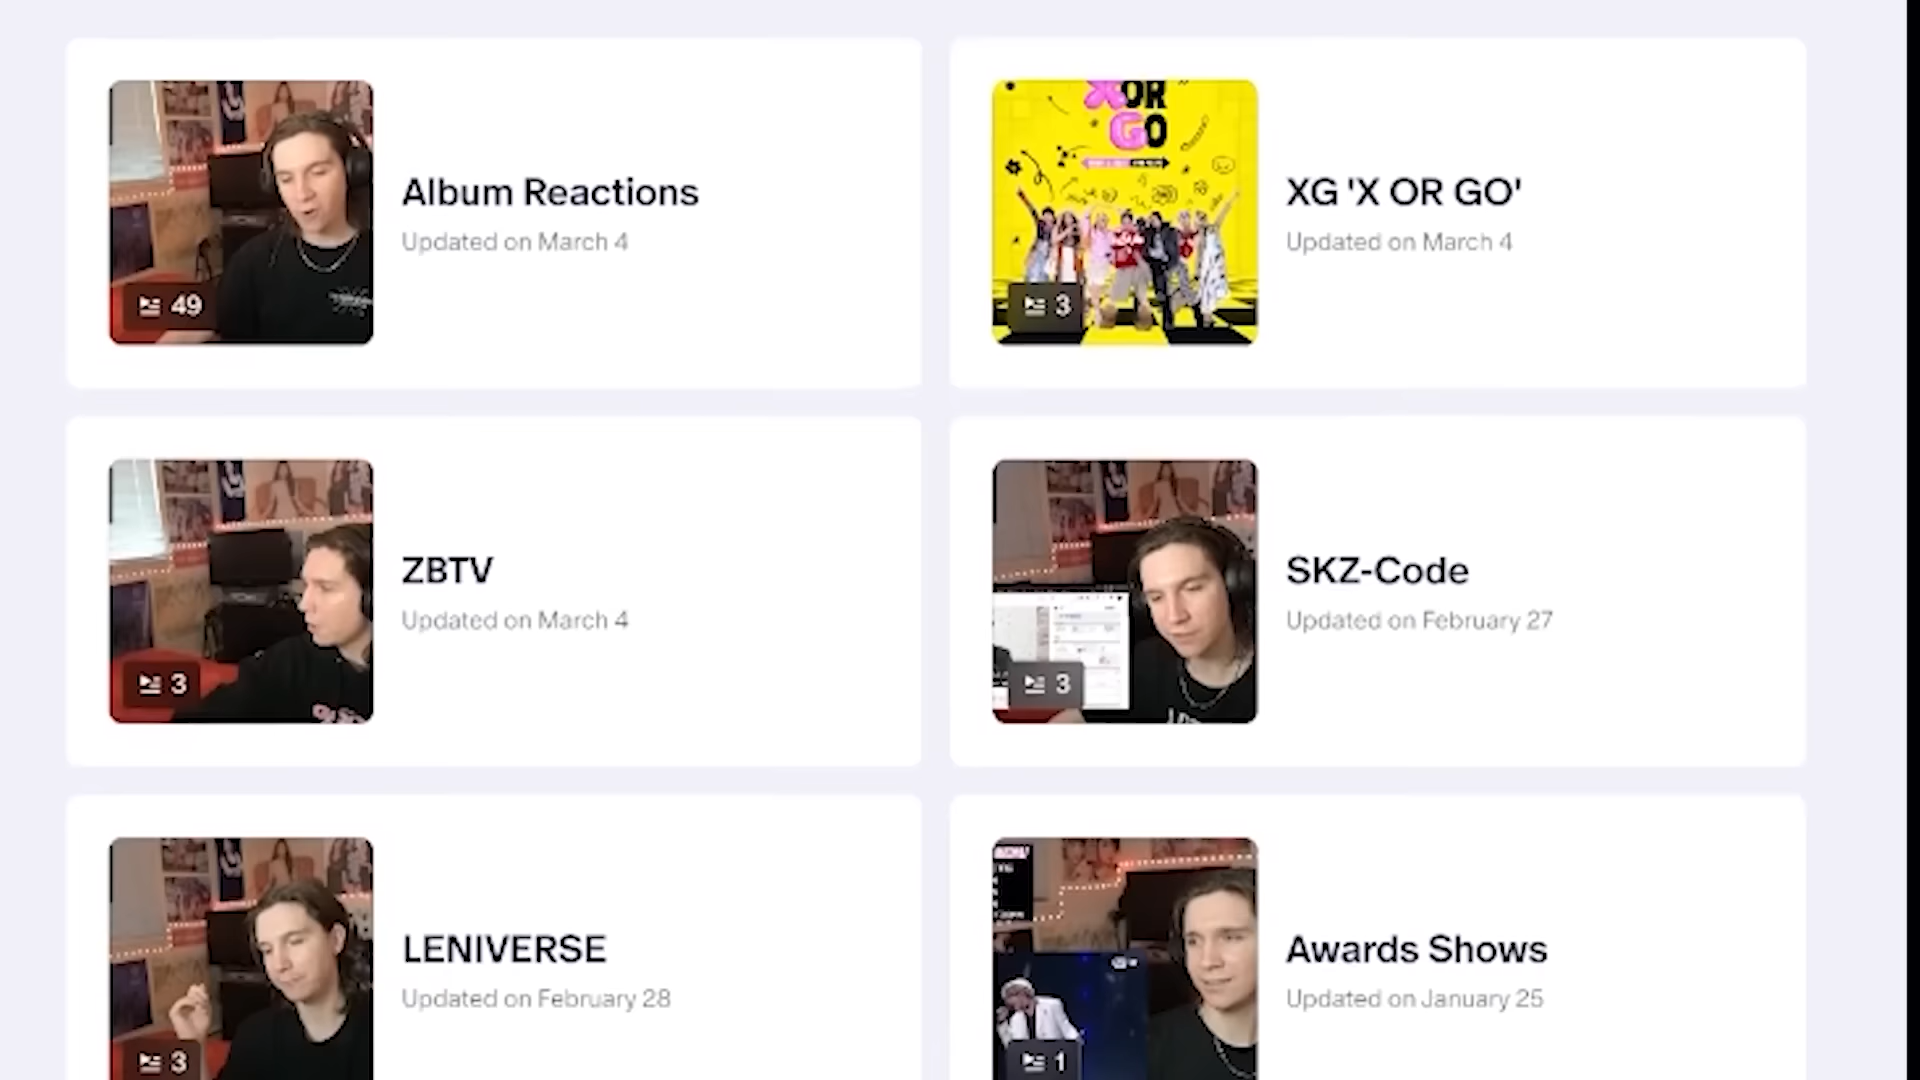 49
Album Reactions
Updated on March 4
X OR
GO
3
XG 'X OR GO'
Updated on March 4
3
ZBTV
Updated on March 4
3
SKZ-Code
Updated on February 27
3
LENIVERSE
Updated on February 28
1
Awards Shows
Updated on January 25